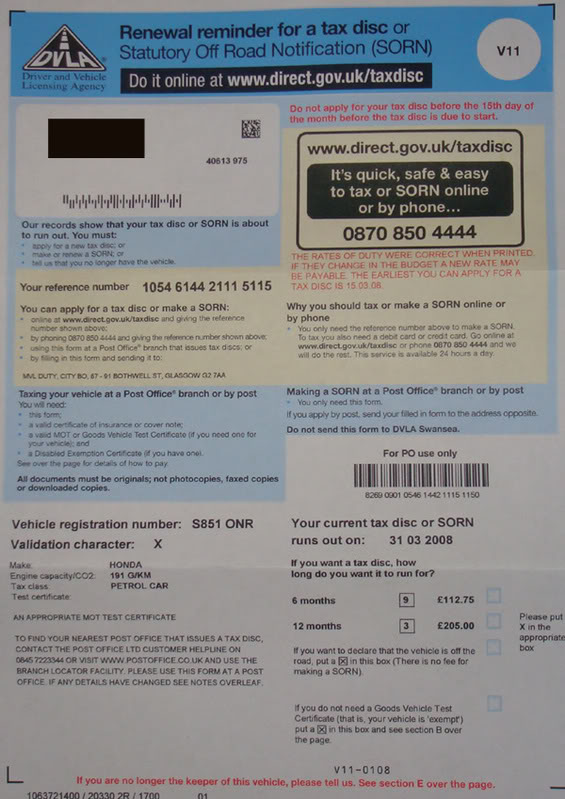 DVLA
Driver and Vehicle
Licensing Agency
Renewal reminder for a tax disc or
Statutory Off Road Notification (SORN)
Do it online at www.direct.gov.uk/taxdisc
V11
40613 975
Our records show that your tax disc or SORN is about
to run out. You must:
• apply for a new tax disc; or
• make or renew a SORN; or
• tell us that you no longer have the vehicle.
Your reference number 1054 6144 2111 5115
You can apply for a tax disc or make a SORN:
• online at www.direct.gov.uk/taxdisc and giving the reference
number shown above;
• by phoning 0870 850 4444 and giving the reference number shown above;
• using this form at a Post Office® branch that issues tax discs; or
• by filling in this form and sending it to:
MVL DUTY, CITY BO, 87 - 91 BOTHWELL ST, GLASGOW G2 7AA
Taxing your vehicle at a Post Office® branch or by post
You will need:
• this form;
• a valid certificate of insurance or cover note;
• a valid MOT or Goods Vehicle Test Certificate (if you need one for
your vehicle); and
• a Disabled Exemption Certificate (if you have one).
See over the page for details of how to pay.
All documents must be originals; not photocopies, faxed copies
or downloaded copies.
Do not apply for your tax disc before the 15th day of
the month before the tax disc is due to start.
www.direct.gov.uk/taxdisc
It's quick, safe & easy
to tax or SORN online
or by phone...
0870 850 4444
THE RATES OF DUTY WERE CORRECT WHEN PRINTED.
IF THEY CHANGE IN THE BUDGET A NEW RATE MAY
BE PAYABLE. THE EARLIEST YOU CAN APPLY FOR A
TAX DISC IS 15.03.08.
Why you should tax or make a SORN online or
by phone
• You only need the reference number above to make a SORN.
To tax you also need a debit card or credit card. Go online at
www.direct.gov.uk/taxdisc or phone 0870 850 4444 and we
will do the rest. This service is available 24 hours a day.
Making a SORN at a Post Office® branch or by post
• You only need this form.
If you apply by post, send your filled in form to the address opposite.
Do not send this form to DVLA Swansea.
For PO use only
8269 0901 0546 1442 1115 1150
Vehicle registration number: S851 ONR
Validation character: X
Make: HONDA
Engine capacity/CO2: 191 G/KM
Tax class: PETROL CAR
Test certificate:
AN APPROPRIATE MOT TEST CERTIFICATE
TO FIND YOUR NEAREST POST OFFICE THAT ISSUES A TAX DISC,
CONTACT THE POST OFFICE LTD CUSTOMER HELPLINE ON
08457223344 OR VISIT WWW.POSTOFFICE.CO.UK AND USE THE
BRANCH LOCATOR FACILITY. PLEASE USE THIS FORM AT A POST
OFFICE. IF ANY DETAILS HAVE CHANGED SEE NOTES OVERLEAF.
Your current tax disc or SORN
runs out on: 31 03 2008
If you want a tax disc, how
long do you want it to run for?
6 months 9 £112.75
12 months 3 £205.00
Please put
X in the
appropriate
box
If you want to declare that the vehicle is off the
road, put a X in this box (There is no fee for
making a SORN).
If you do not need a Goods Vehicle Test
Certificate (that is, your vehicle is 'exempt')
put a X in this box and see section B over
the page.
V11-0108
If you are no longer the keeper of this vehicle, please tell us. See section E over the page.
1063721400 / 20330 2R / 1700 01